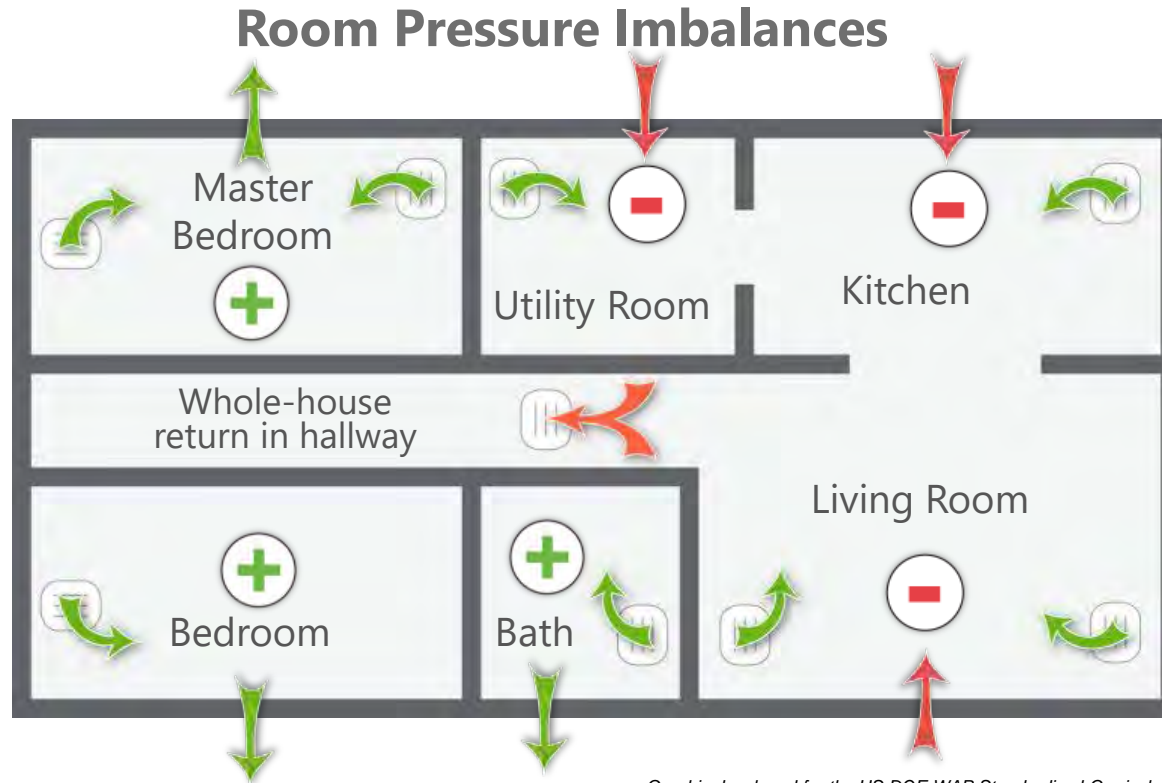 Room Pressure Imbalances
Master
Bedroom
Utility Room
Kitchen
Whole-house
return in hallway
Living Room
Bedroom
Bath